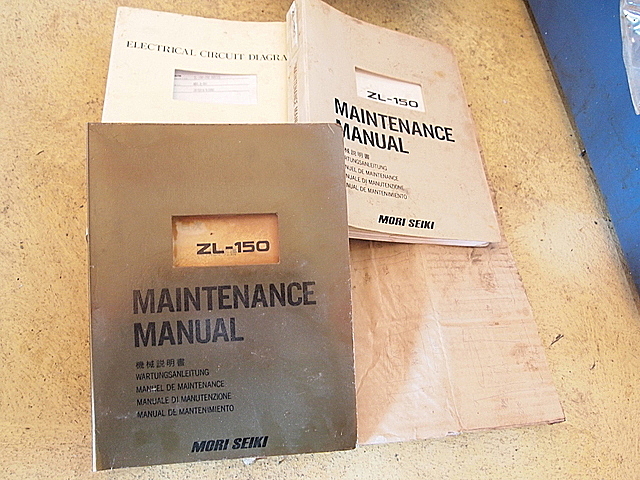 ELECTRICAL CIRCUIT DIAGRA
ZL-150
MAINTENANCE
MANUAL
械説明書
WARTUNGSANLEITUNG
MANUEL DE MAINTENANCE
MANUALE DI MANUTENZIONE
MANUAL DE MANTENIMIENTO
MORI SEIKI
ZL-150
MAINTENANCE
MANUAL
機械説明書
WARTUNGSANLEITUNG
MANUEL DE MAINTENANCE
MANUALE DI MANUTENZIONE
MANUAL DE MANTENIMIENTO
MORI SEIKI